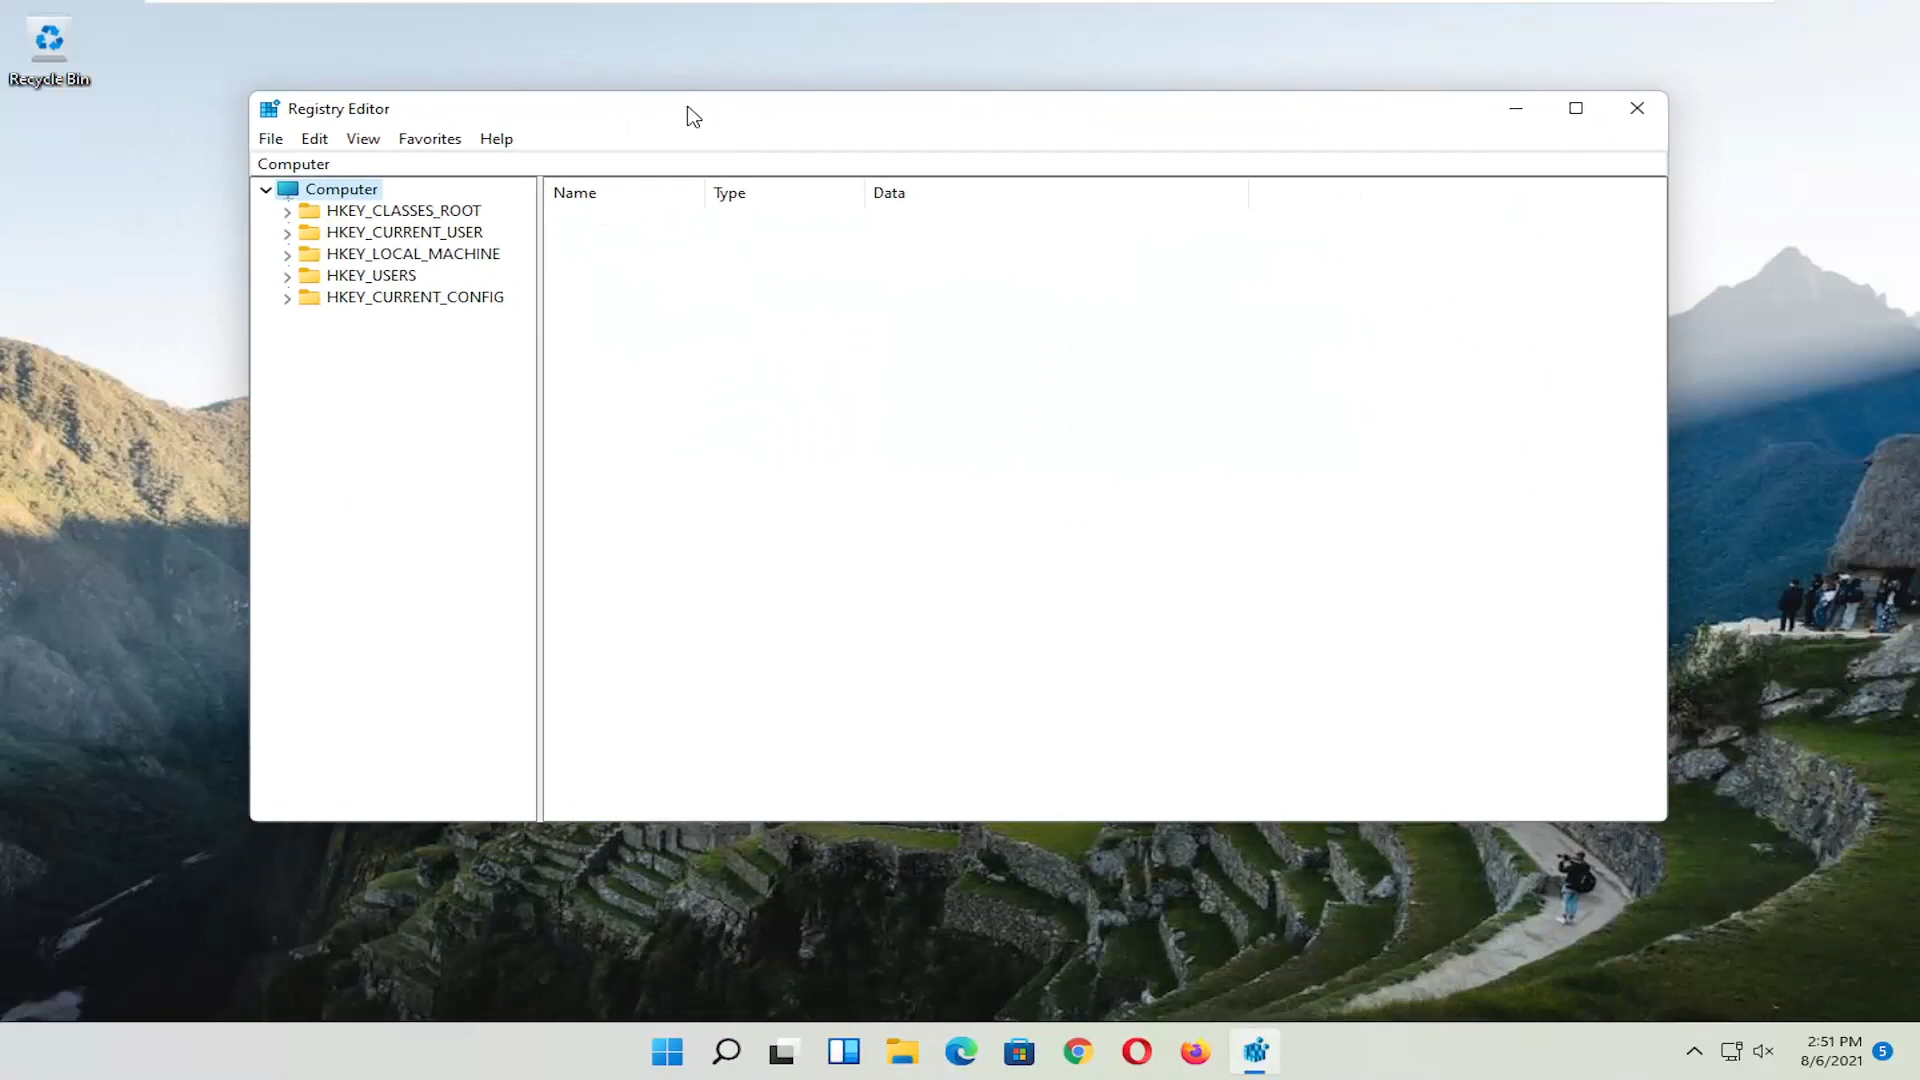 Recycle Bin
Registry Editor
File Edit View Favorites Help
Computer
Computer
HKEY_CLASSES_ROOT
HKEY_CURRENT_USER
HKEY_LOCAL_MACHINE
HKEY_USERS
HKEY_CURRENT_CONFIG
Name Type Data
2:51 PM
8/6/2021
5